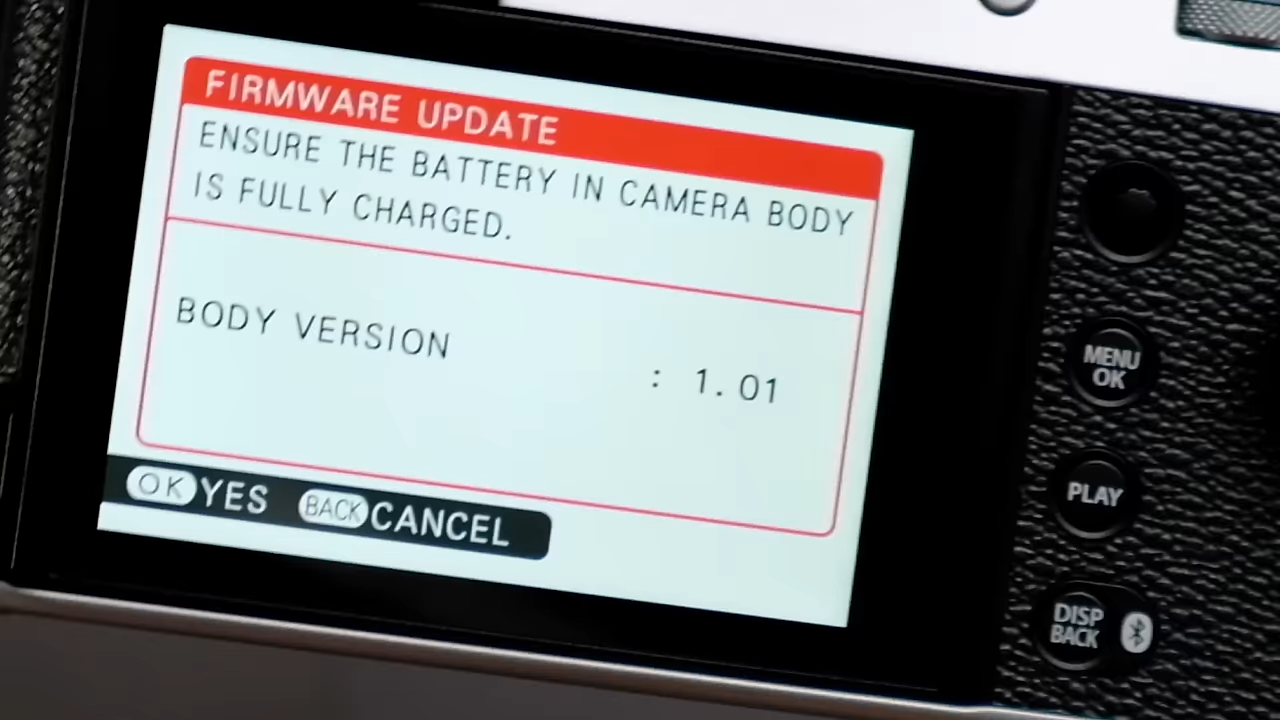 FIRMWARE UPDATE
ENSURE THE BATTERY IN CAMERA BODY
IS FULLY CHARGED.
BODY VERSION : 1.01
OK YES BACK CANCEL
MENU
OK
PLAY
DISP
BACK